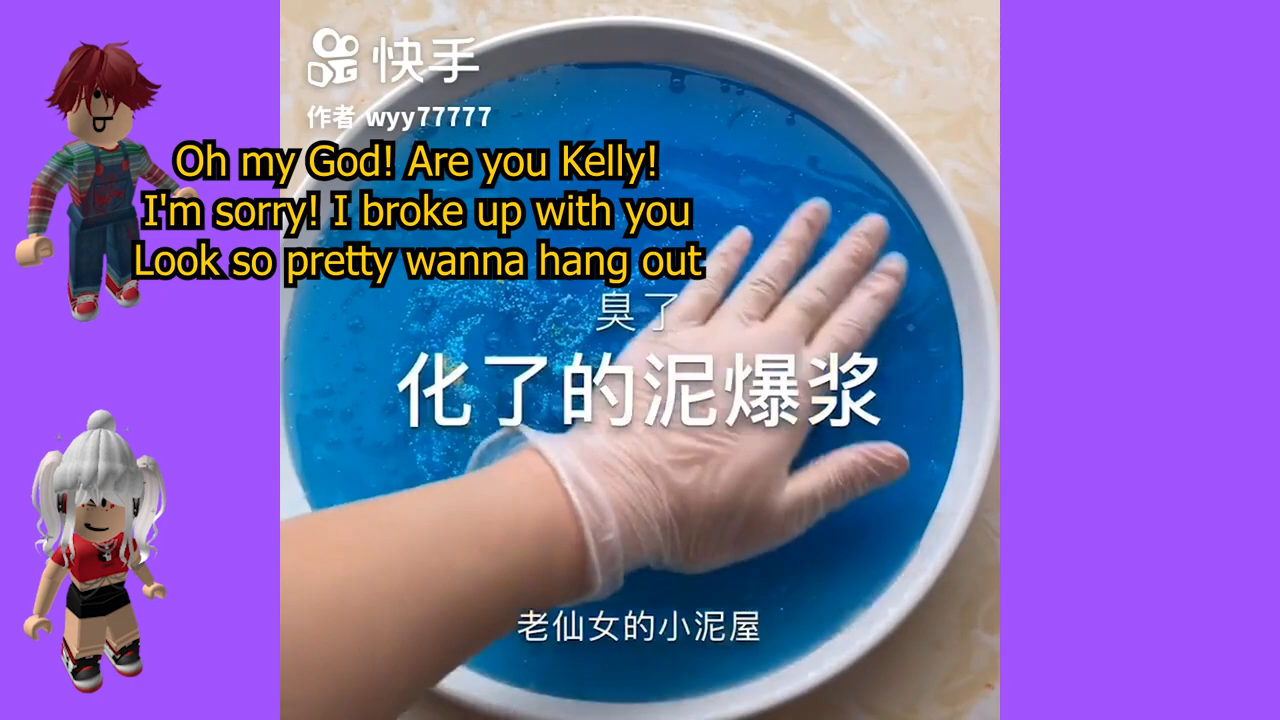 快手
作者 wyy77777
Oh my God! Are you Kelly!
I'm sorry! I broke up with you
Look so pretty wanna hang out
臭了
化了的泥爆浆
老仙女的小泥屋